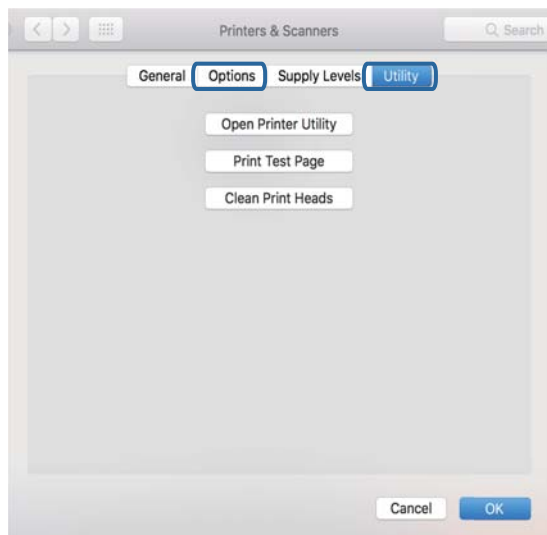 Printers & Scanners
Search
General Options Supply Levels Utility
Open Printer Utility
Print Test Page
Clean Print Heads
Cancel OK